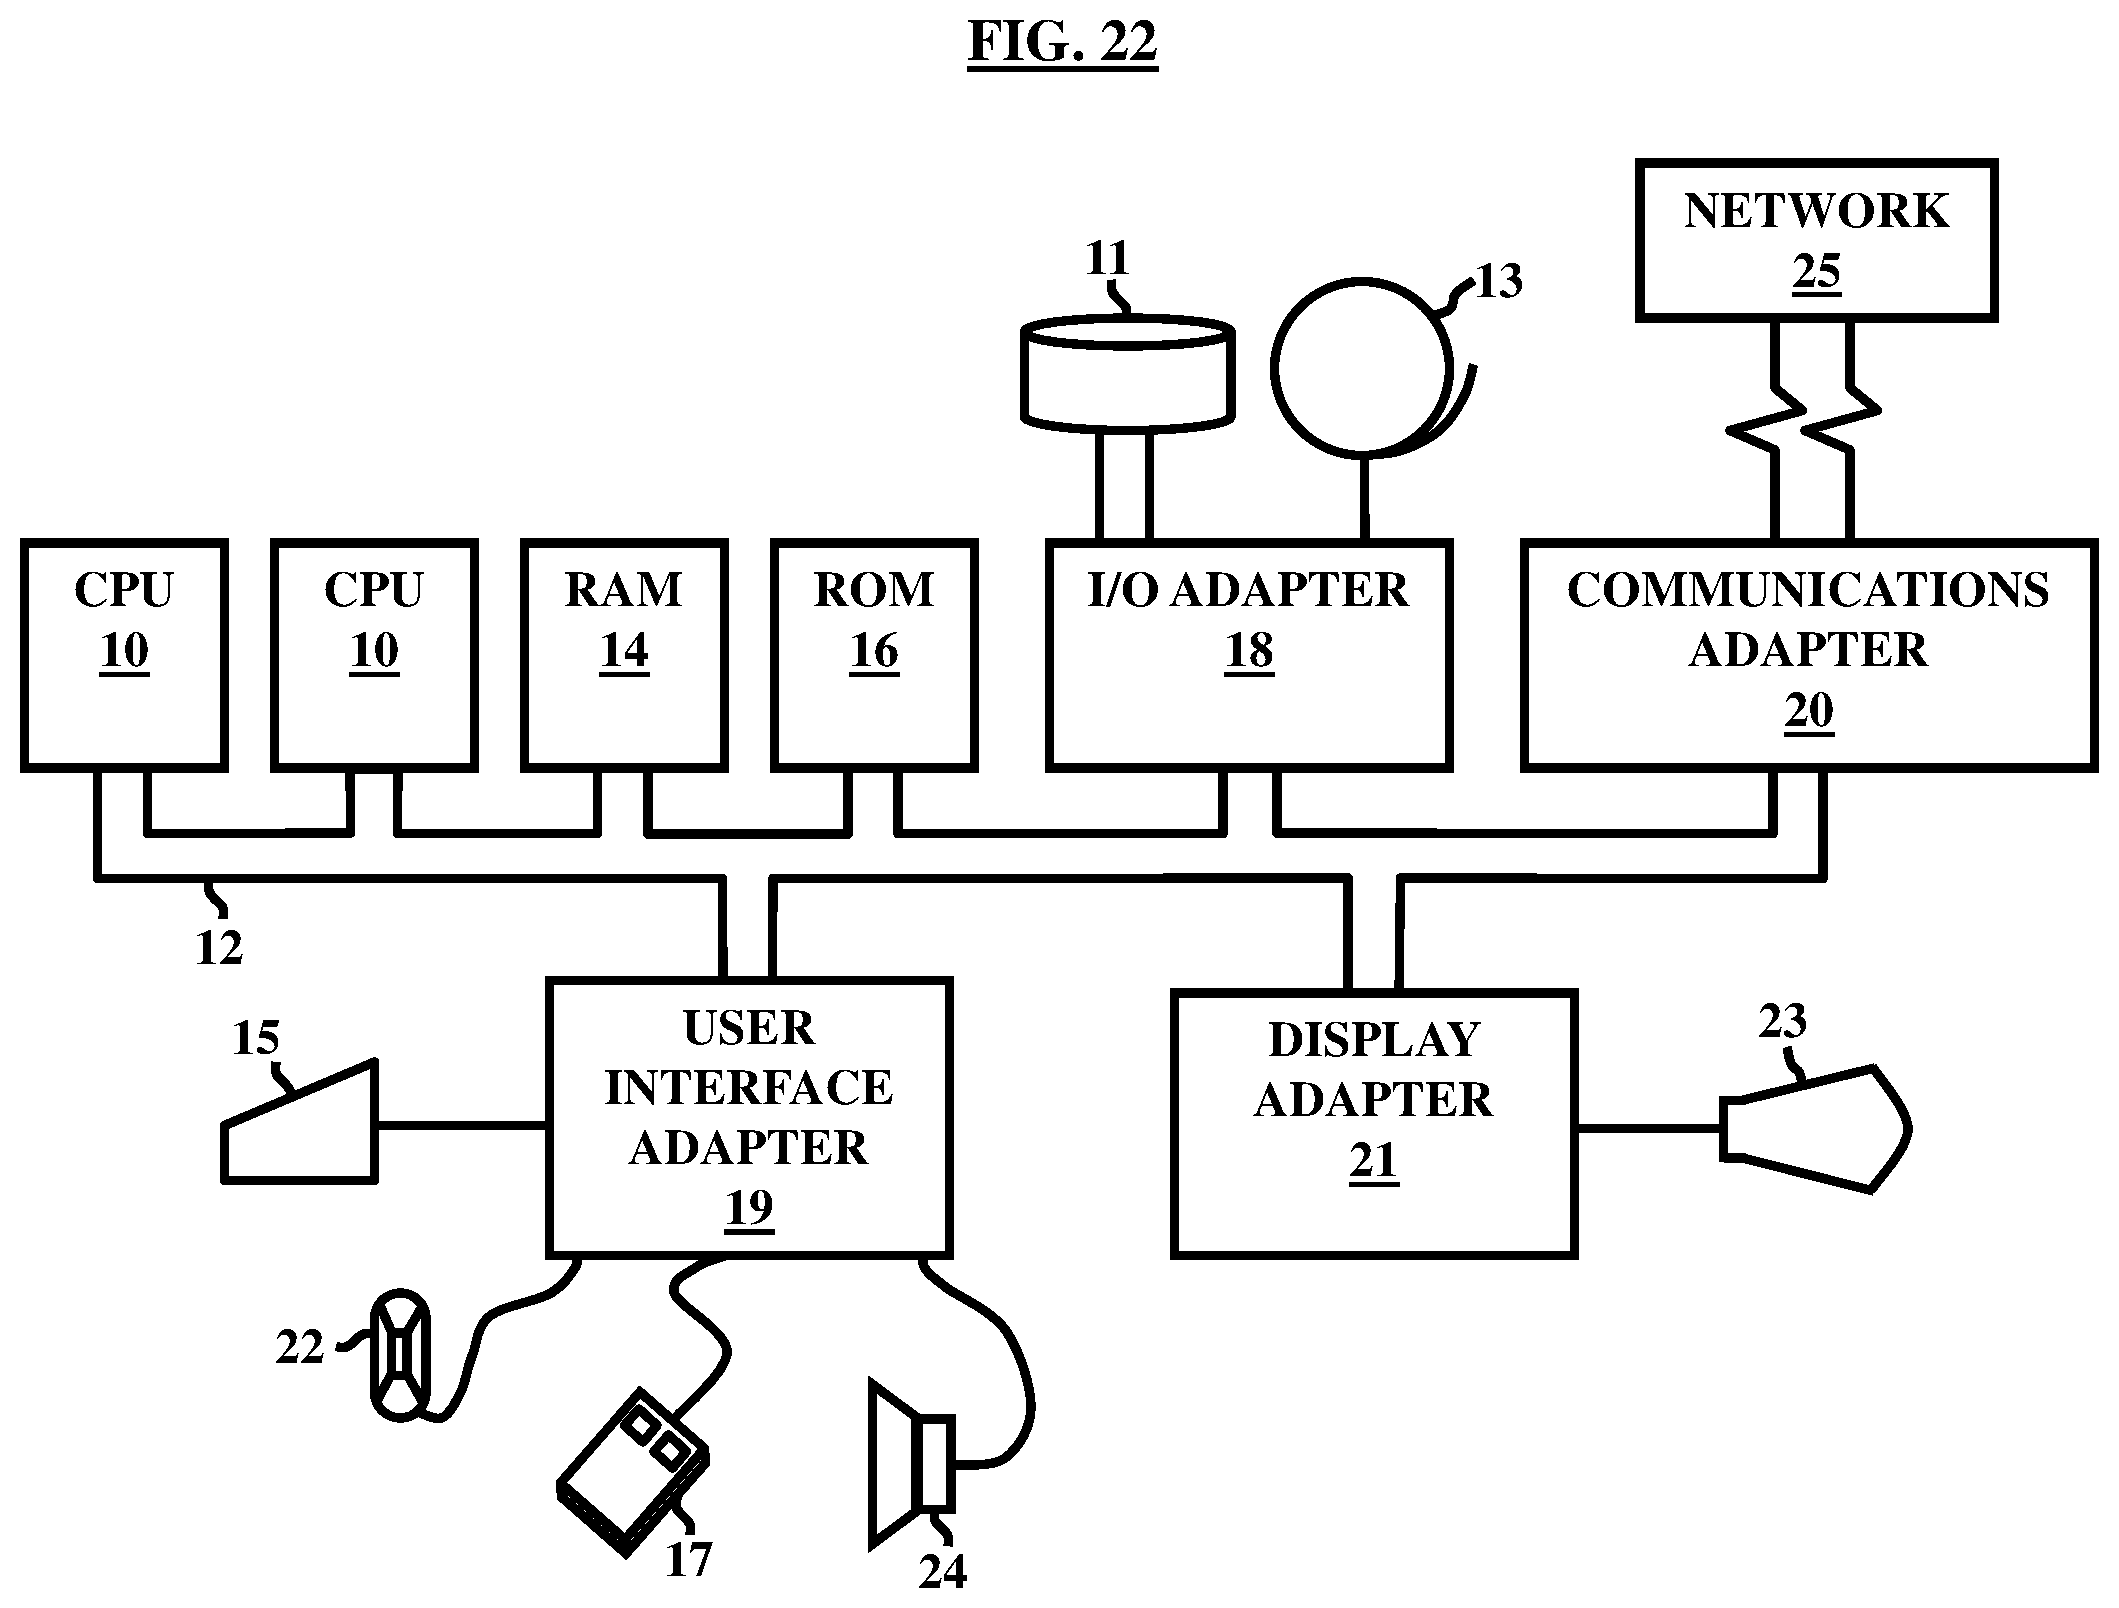 FIG. 22
NETWORK
25
11
13
CPU
10
CPU
10
RAM
14
ROM
16
I/O ADAPTER
18
COMMUNICATIONS
ADAPTER
20
12
USER
INTERFACE
ADAPTER
19
DISPLAY
ADAPTER
21
15
23
22
17
24